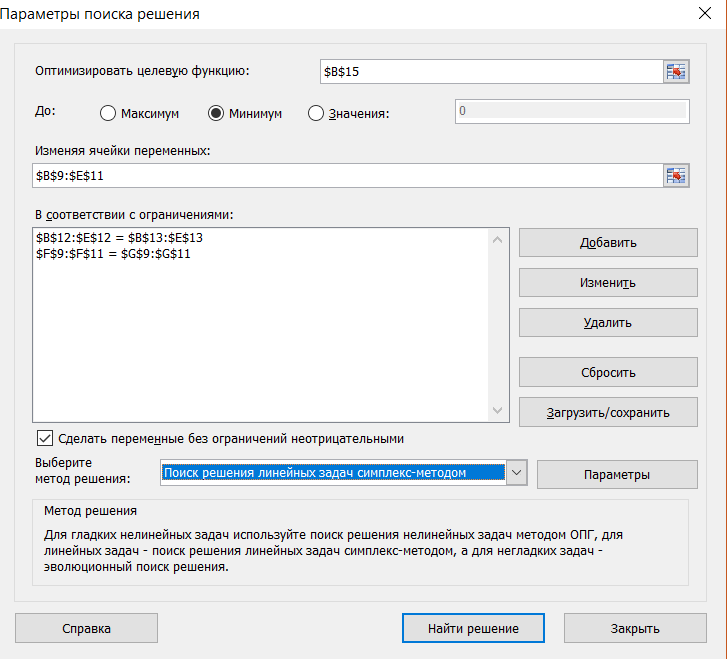 Параметры поиска решения
Оптимизировать целевую функцию:
$B$15
До:
Максимум
Минимум
Значения:
0
Изменяя ячейки переменных:
$B$9:$E$11
В соответствии с ограничениями:
$B$12:$E$12 = $B$13:$E$13
$F$9:$F$11 = $G$9:$G$11
Добавить
Изменить
Удалить
Сбросить
Загрузить/сохранить
Сделать переменные без ограничений неотрицательными
Выберите
метод решения:
Поиск решения линейных задач симплекс-методом
Параметры
Метод решения
Для гладких нелинейных задач используйте поиск решения нелинейных задач методом ОПГ, для
линейных задач - поиск решения линейных задач симплекс-методом, а для негладких задач -
эволюционный поиск решения.
Справка
Найти решение
Закрыть